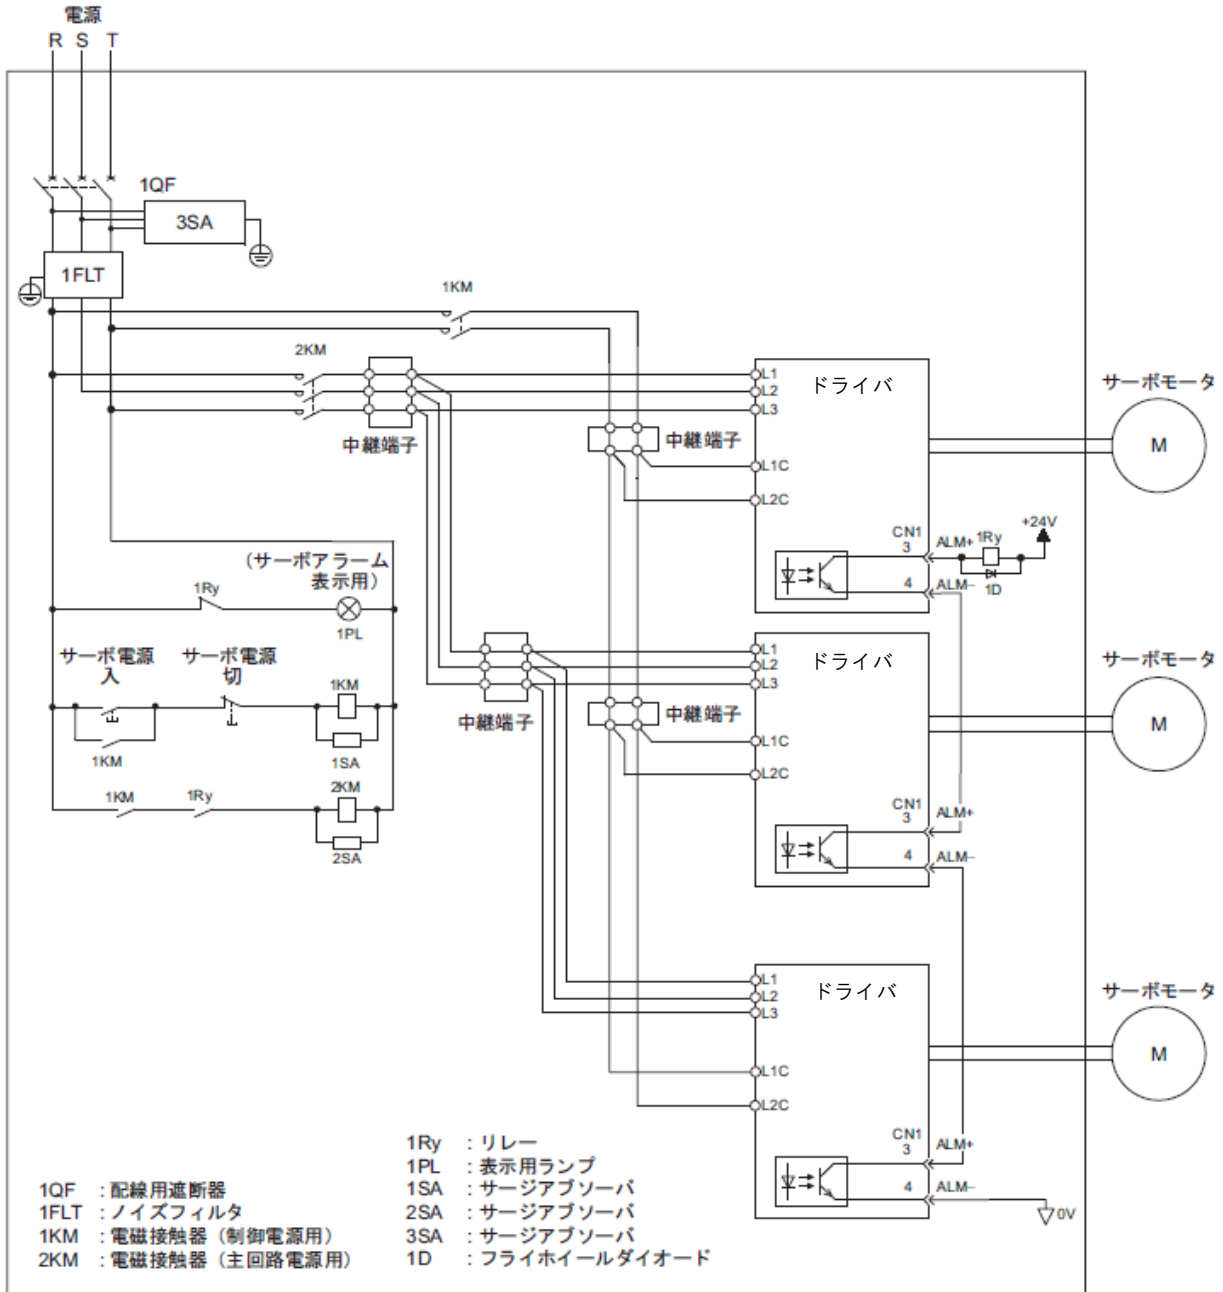 電源
R S T
1QF
3SA
1FLT
1KM
2KM
中継端子
L1
L2
L3
ドライバ
サーボモータ
M
中継端子
L1C
L2C
CN1
3
ALM+
1Ry
+24V
4
ALM−
1D
(サーボアラーム
表示用)
1Ry
1PL
サーボ電源
入
サーボ電源
切
1KM
1KM
1SA
1KM
1Ry
2KM
2SA
中継端子
L1
L2
L3
ドライバ
サーボモータ
M
中継端子
L1C
L2C
CN1
3
ALM+
4
ALM−
L1
L2
L3
ドライバ
サーボモータ
M
L1C
L2C
CN1
3
ALM+
4
ALM−
0V
1QF :配線用遮断器
1FLT :ノイズフィルタ
1KM :電磁接触器(制御電源用)
2KM :電磁接触器(主回路電源用)
1Ry :リレー
1PL :表示用ランプ
1SA :サージアブソーバ
2SA :サージアブソーバ
3SA :サージアブソーバ
1D :フライホイールダイオード